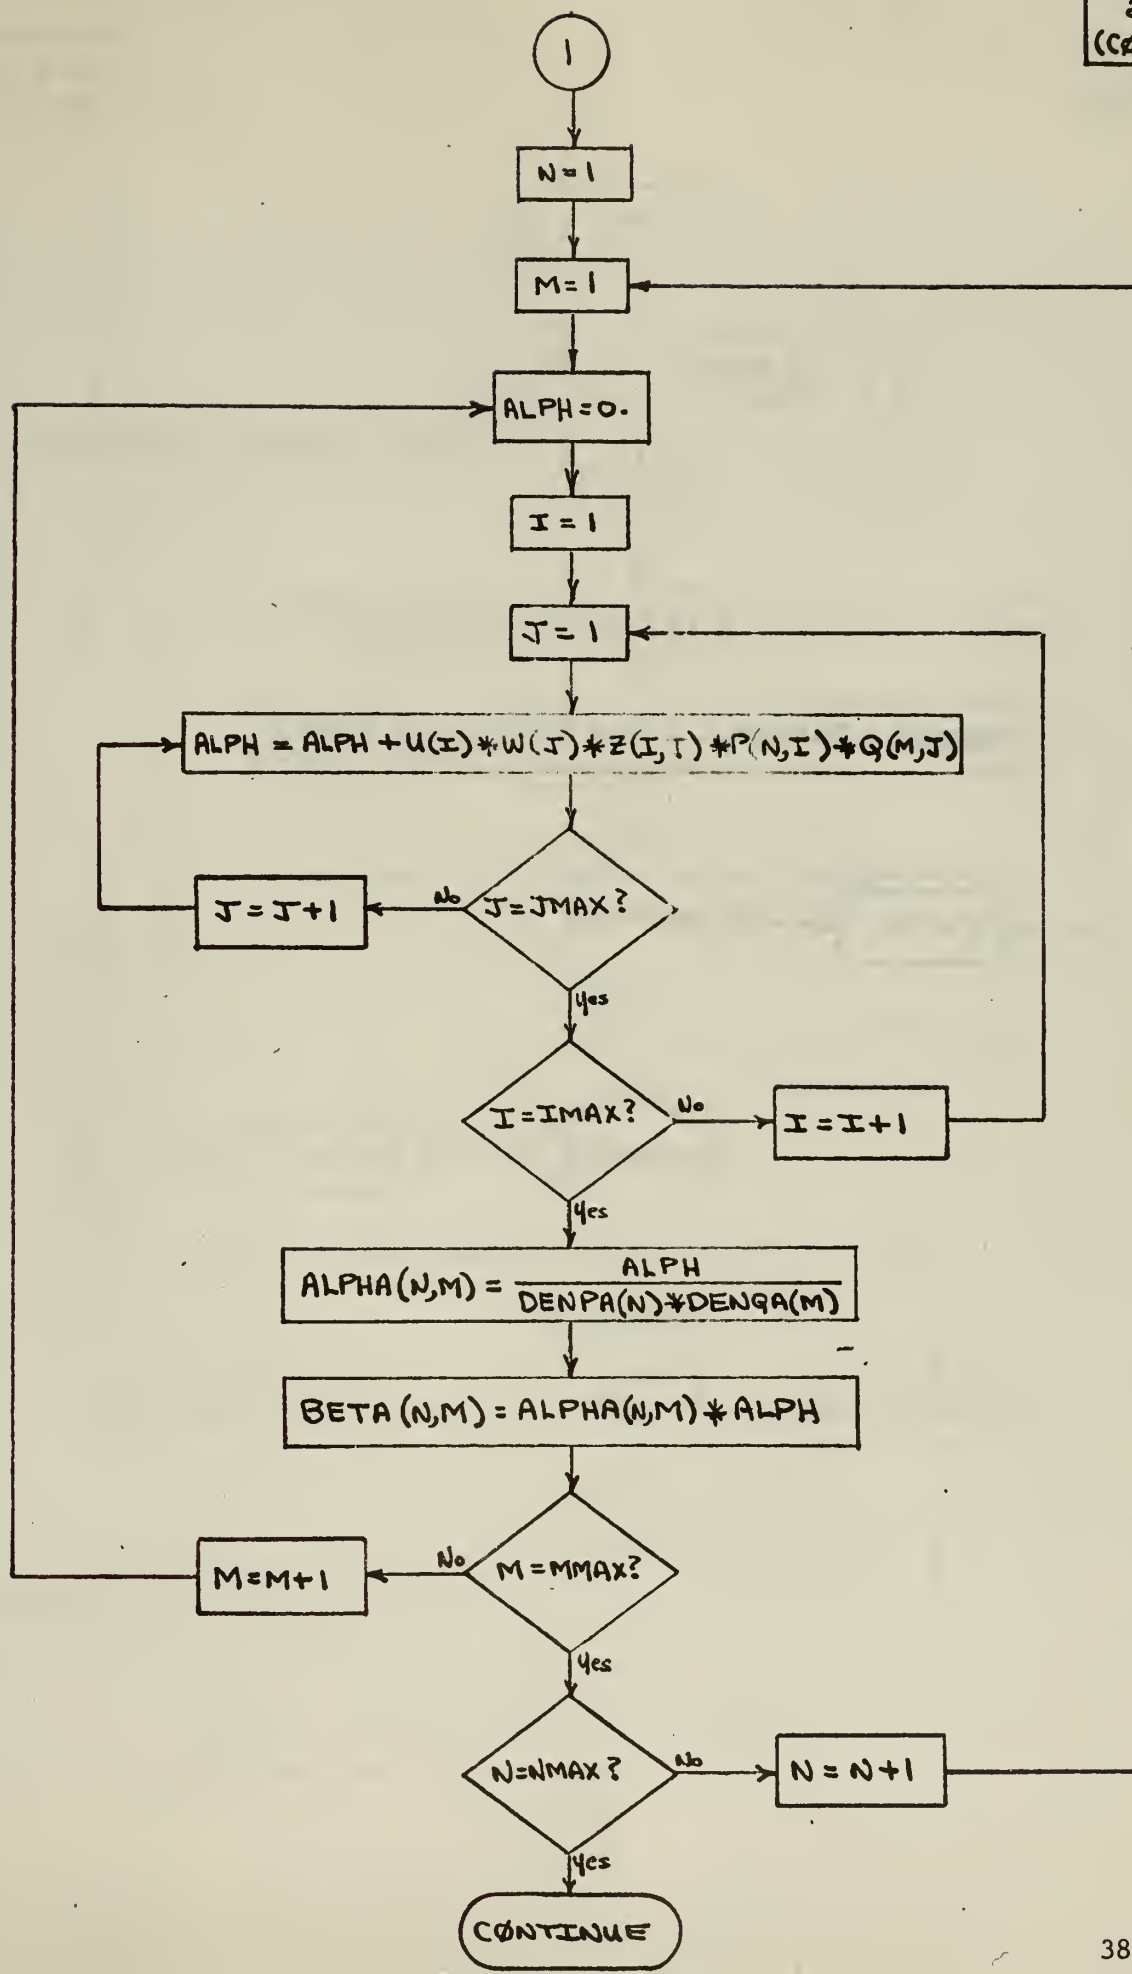 (CØ
1
N=1
M=1
ALPH=0.
I=1
J=1
ALPH = ALPH + U(I) * W(J) * Z(I,J) * P(N,I) * Q(M,J)
J=JMAX?
No
J=J+1
Yes
I=IMAX?
No
I=I+1
Yes
ALPHA(N,M) = ALPH
DENPA(N)*DENQA(M)
BETA(N,M) = ALPHA(N,M) * ALPH
M=MMAX?
No
M=M+1
Yes
N=NMAX?
No
N=N+1
Yes
CØNTINUE
38